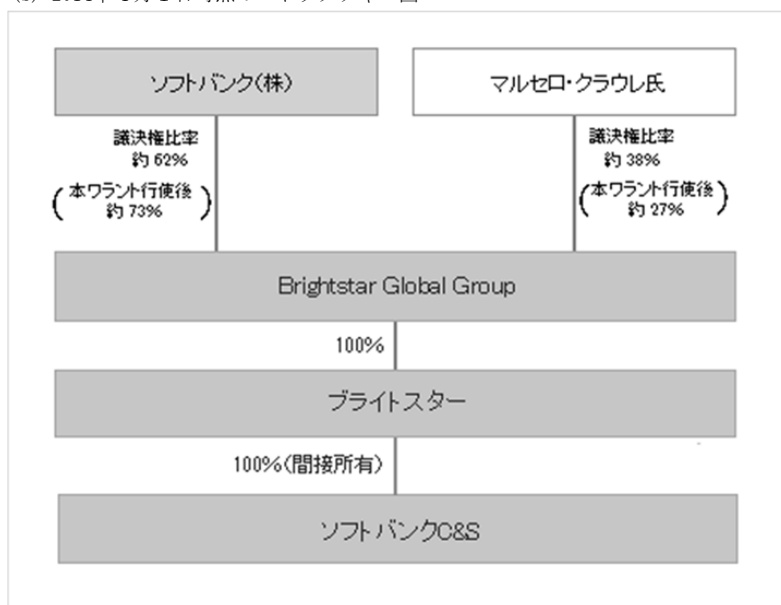 ソフトバンク(株)
マルセロ・クラウレ氏
議決権比率
約 62%
(本ワラント行使後
約 73%)
議決権比率
約 38%
(本ワラント行使後
約 27%)
Brightstar Global Group
100%
ブライトスター
100%(間接所有)
ソフトバンクC&S